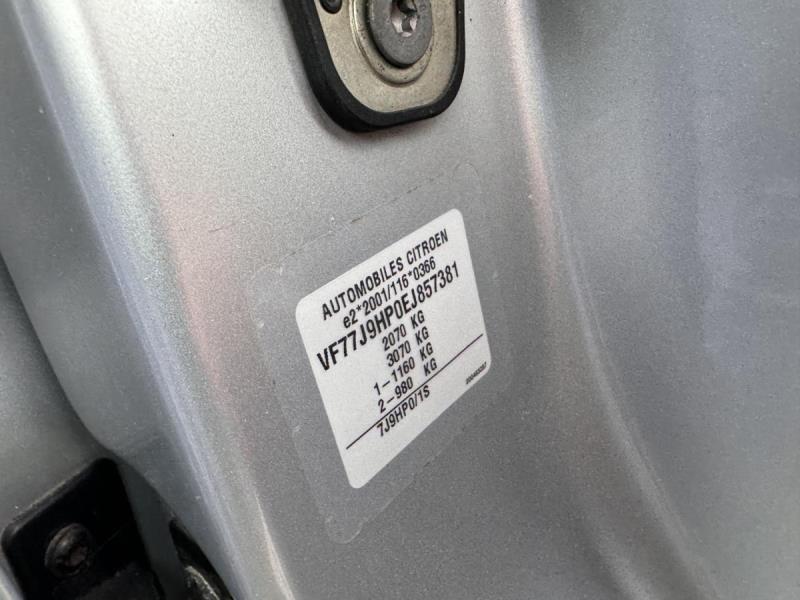 AUTOMOBILES CITROEN
e2*2001/116*0366
VF77J9HP0EJ857381
2070 KG
3070 KG
1-1160 KG
2-980 KG
7J9HP0/1S